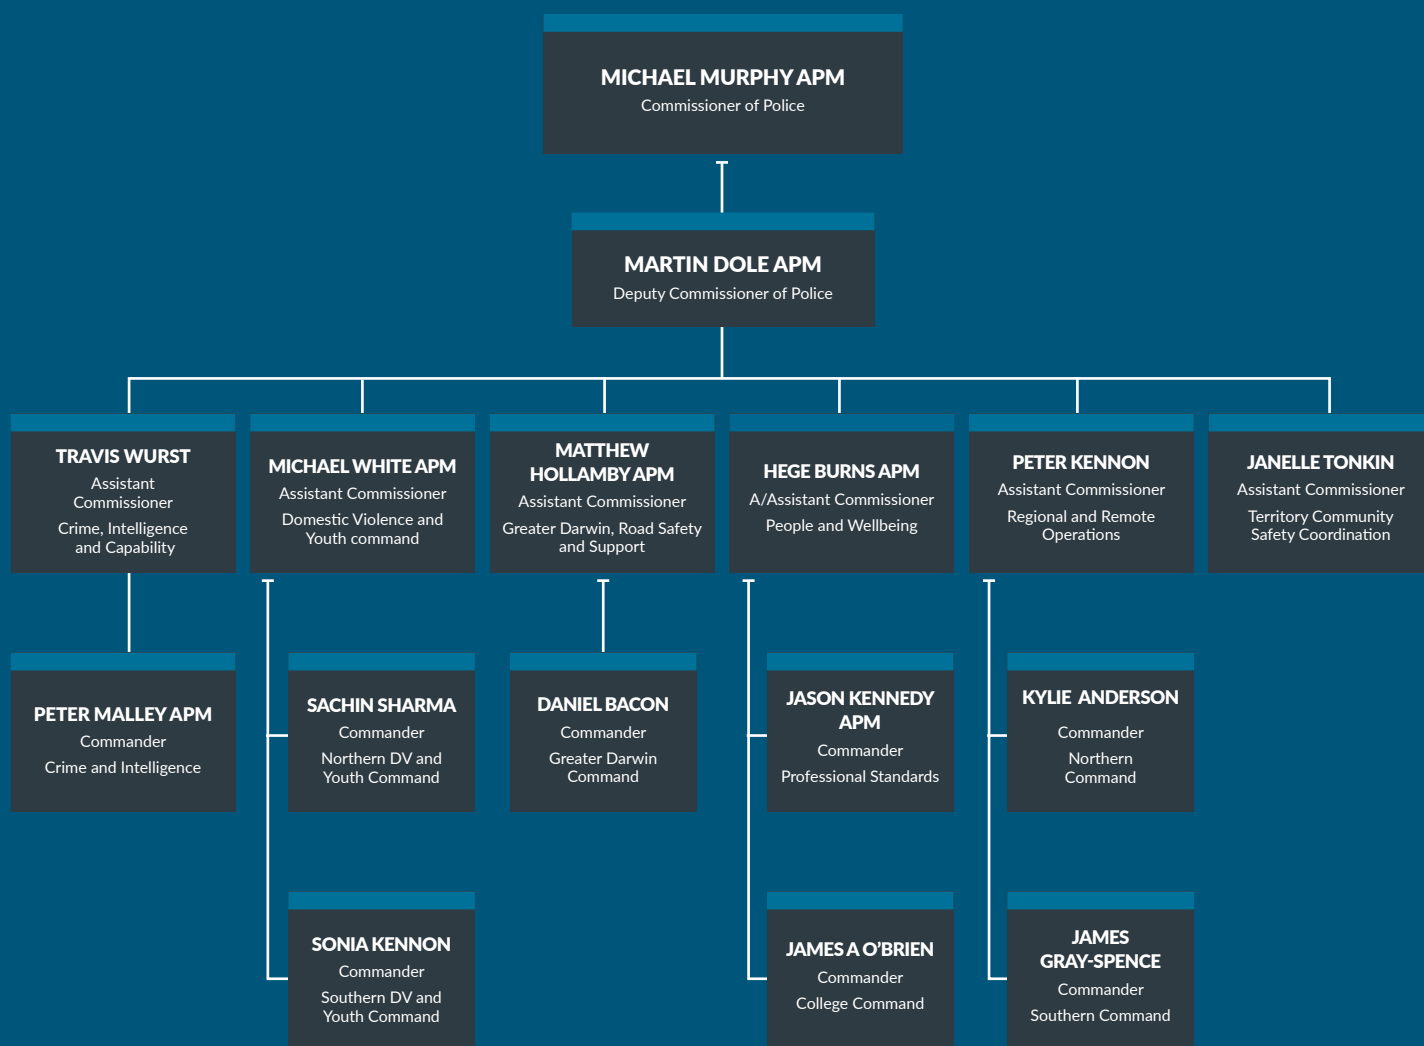 MICHAEL MURPHY APM
Commissioner of Police
MARTIN DOLE APM
Deputy Commissioner of Police
TRAVIS WURST
Assistant
Commissioner
Crime, Intelligence
and Capability
MICHAEL WHITE APM
Assistant Commissioner
Domestic Violence and
Youth command
MATTHEW
HOLLAMBY APM
Assistant Commissioner
Greater Darwin, Road Safety
and Support
HEGE BURNS APM
A/Assistant Commissioner
People and Wellbeing
PETER KENNON
Assistant Commissioner
Regional and Remote
Operations
JANELLE TONKIN
Assistant Commissioner
Territory Community
Safety Coordination
PETER MALLEY APM
Commander
Crime and Intelligence
SACHIN SHARMA
Commander
Northern DV and
Youth Command
DANIEL BACON
Commander
Greater Darwin
Command
JASON KENNEDY
APM
Commander
Professional Standards
KYLIE ANDERSON
Commander
Northern
Command
SONIA KENNON
Commander
Southern DV and
Youth Command
JAMES A O’BRIEN
Commander
College Command
JAMES
GRAY-SPENCE
Commander
Southern Command